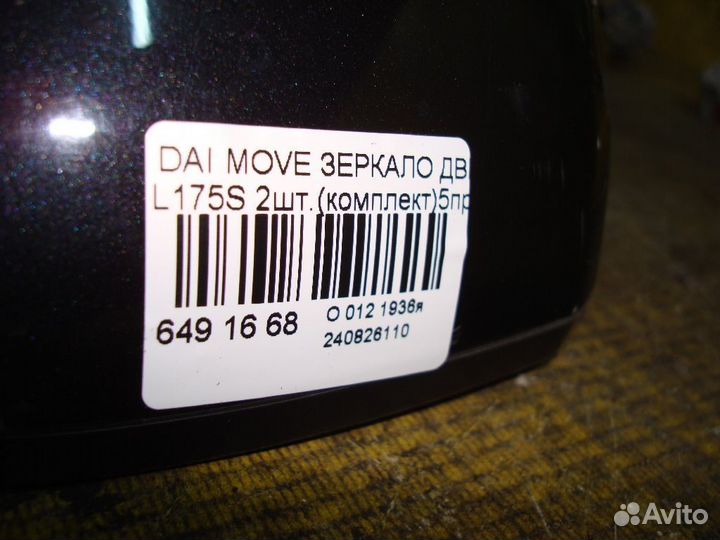 DAI MOVE ЗЕРКАЛО ДВ
L175S 2шт.(комплект)5пр
649 16 68
О 012 1936я
240826110
Avito